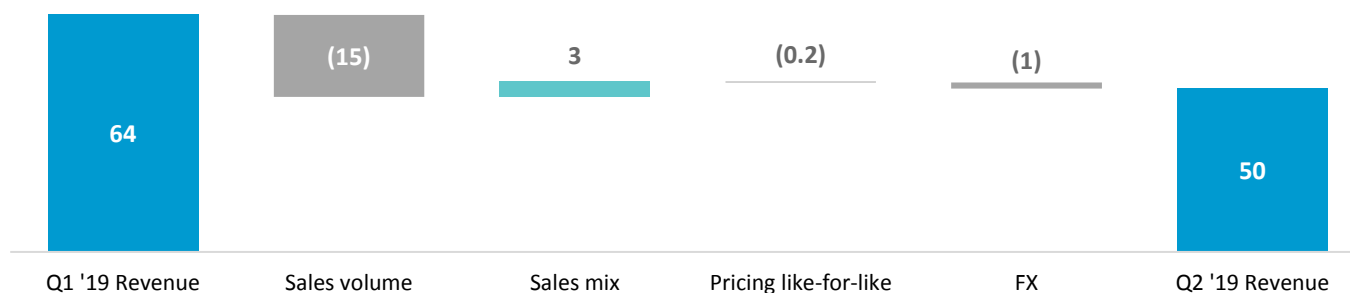 (15)
3
(0.2)
(1)
64
50
Q1 '19 Revenue
Sales volume
Sales mix
Pricing like-for-like
FX
Q2 '19 Revenue